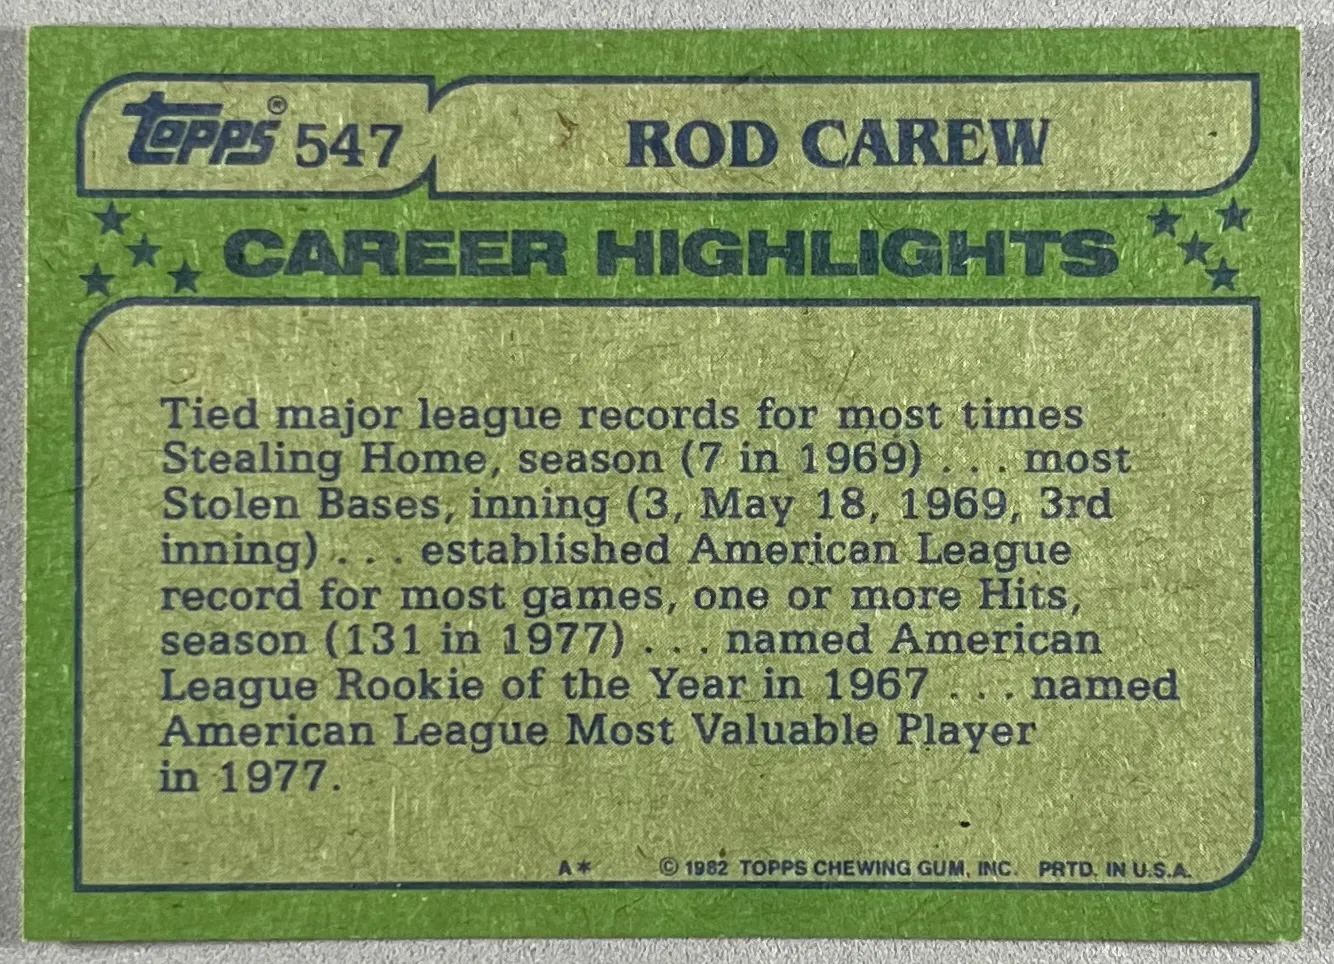 Topps® 547 ROD CAREW
CAREER HIGHLIGHTS
Tied major league records for most times
Stealing Home, season (7 in 1969) . . . most
Stolen Bases, inning (3, May 18, 1969, 3rd
inning) . . . established American League
record for most games, one or more Hits,
season (131 in 1977) . . . named American
League Rookie of the Year in 1967 . . . named
American League Most Valuable Player
in 1977.
A* © 1982 TOPPS CHEWING GUM, INC. PRTD. IN U.S.A.